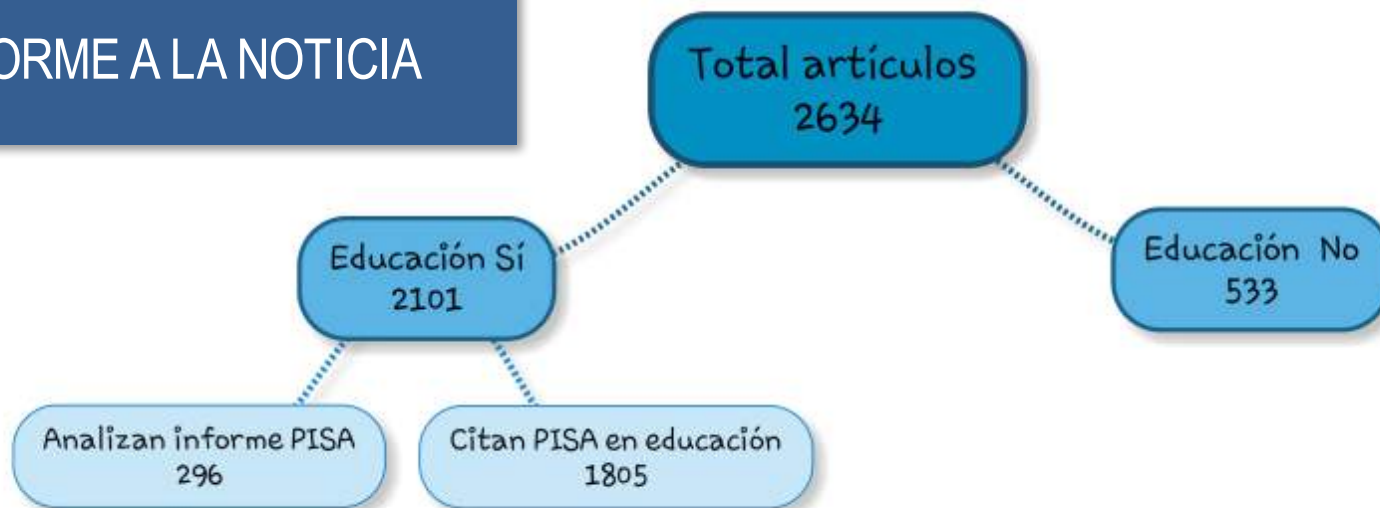 ORME A LA NOTICIA
Total artículos
2634
Educación Sí
2101
Educación No
533
Analizan informe PISA
296
Citan PISA en educación
1805